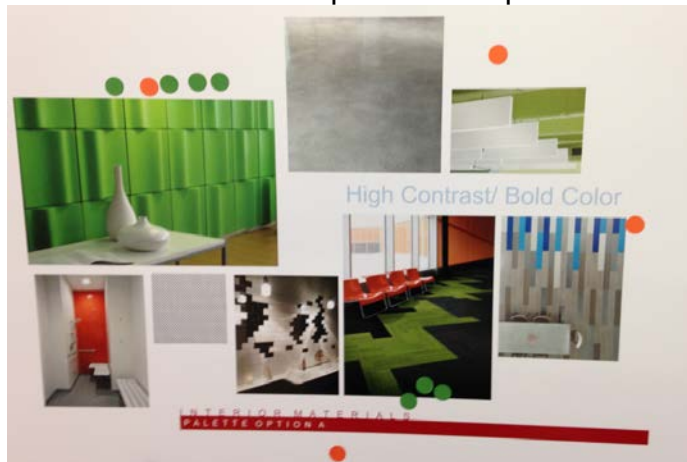 High Contrast/ Bold Color
INTERIOR MATERIALS
PALETTE OPTION A